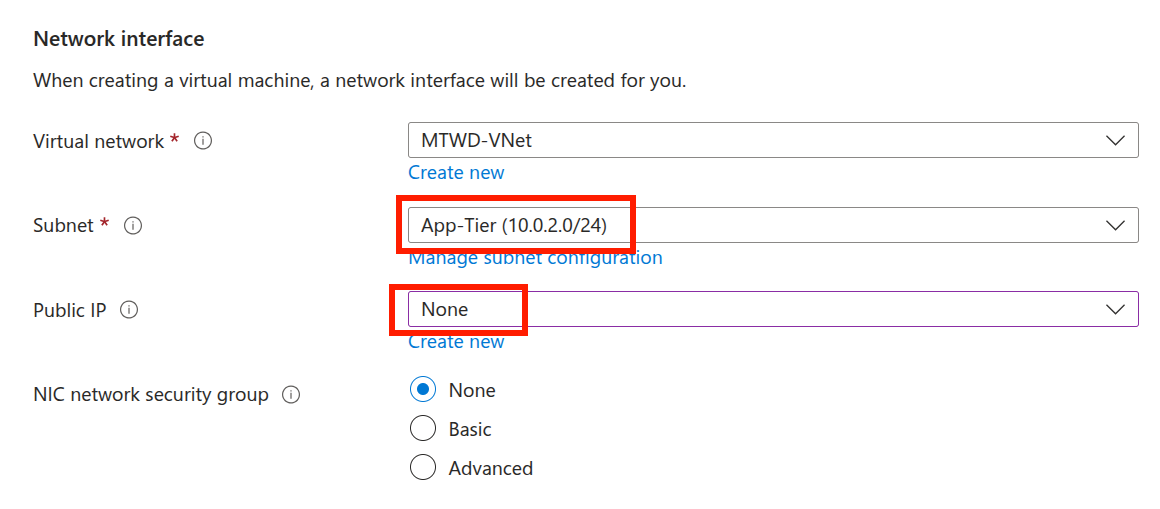 Network interface
When creating a virtual machine, a network interface will be created for you.
Virtual network * MTWD-VNet
Create new
Subnet * App-Tier (10.0.2.0/24)
Manage subnet configuration
Public IP None
Create new
NIC network security group None
Basic
Advanced